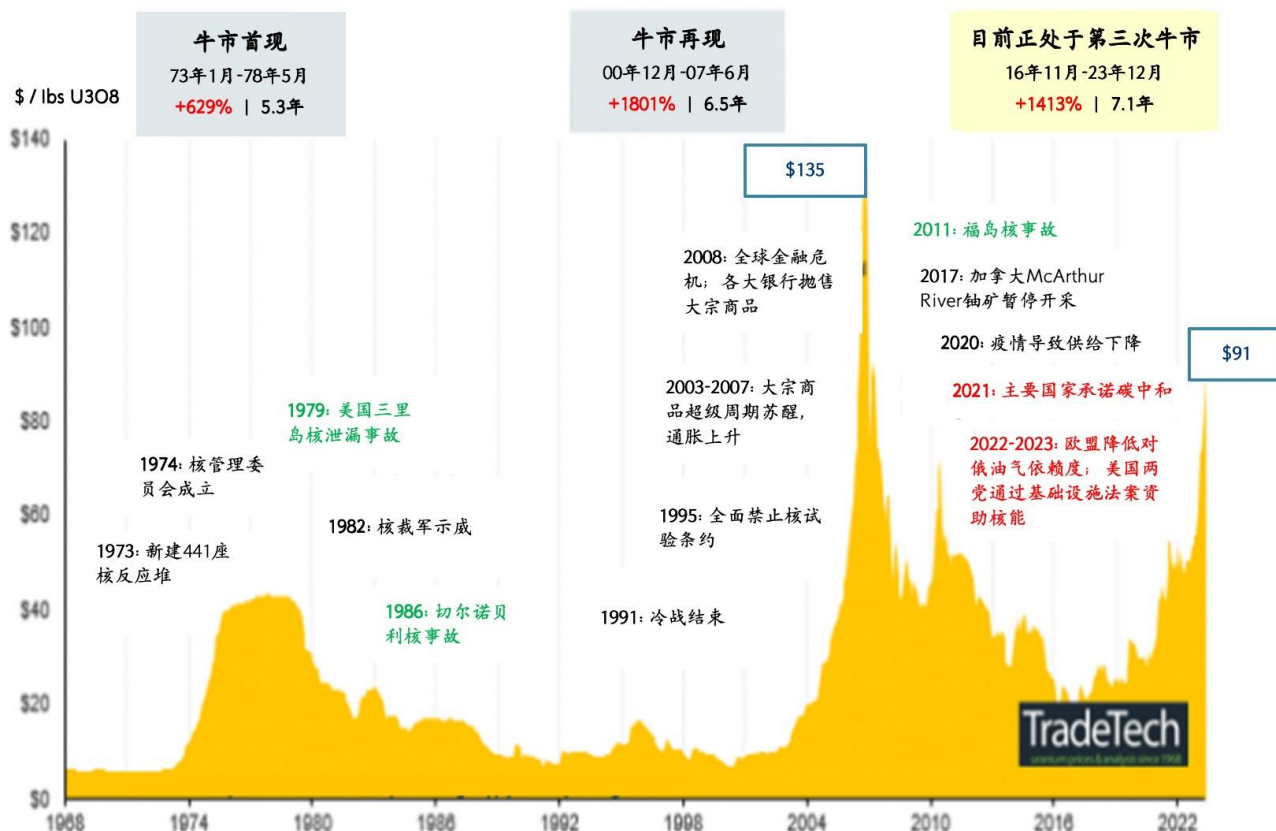 牛市首现
73年1月-78年5月
+629% | 5.3年
牛市再现
00年12月-07年6月
+1801% | 6.5年
目前正处于第三次牛市
16年11月-23年12月
+1413% | 7.1年
$ / lbs U3O8
$140
$120
$100
$80
$60
$40
$20
$0
$135
$91
1973: 新建441座
核反应堆
1974: 核管理委
员会成立
1979: 美国三里
岛核泄漏事故
1982: 核裁军示威
1986: 切尔诺贝
利核事故
1991: 冷战结束
1995: 全面禁止核试
验条约
2003-2007: 大宗商
品超级周期苏醒,
通胀上升
2008: 全球金融危
机; 各大银行抛售
大宗商品
2011: 福岛核事故
2017: 加拿大McArthur
River铀矿暂停开采
2020: 疫情导致供给下降
2021: 主要国家承诺碳中和
2022-2023: 欧盟降低对
俄油气依赖度; 美国两
党通过基础设施法案资
助核能
TradeTech
uranium prices & analysis since 1968
1968 1974 1980 1986 1992 1998 2004 2010 2016 2022